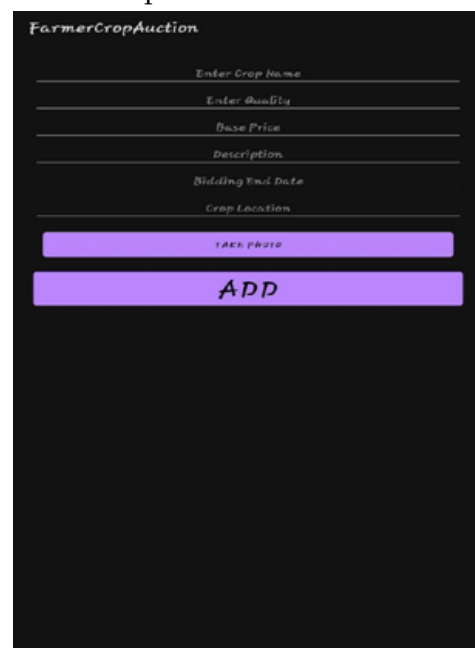 FarmerCropAuction
Enter Crop Name
Enter Quality
Base Price
Description
Bidding End Date
Crop Location
TAKE PHOTO
ADD